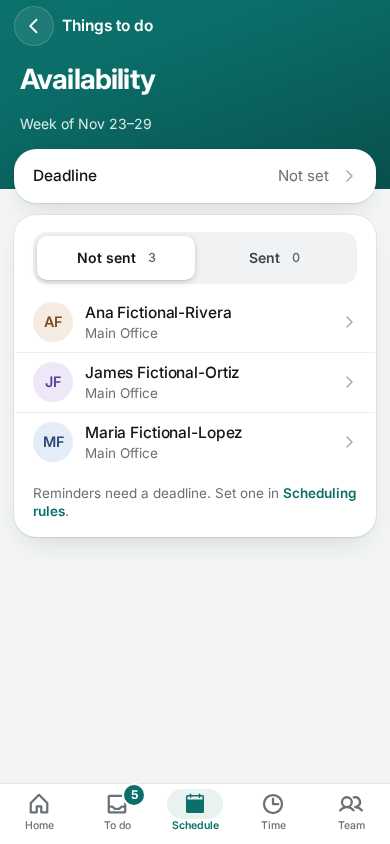 Things to do
Availability
Week of Nov 23–29
Deadline
Not set
Not sent 3
Sent 0
AF
Ana Fictional-Rivera
Main Office
JF
James Fictional-Ortiz
Main Office
MF
Maria Fictional-Lopez
Main Office
Reminders need a deadline. Set one in Scheduling
rules.
5
Home
To do
Schedule
Time
Team